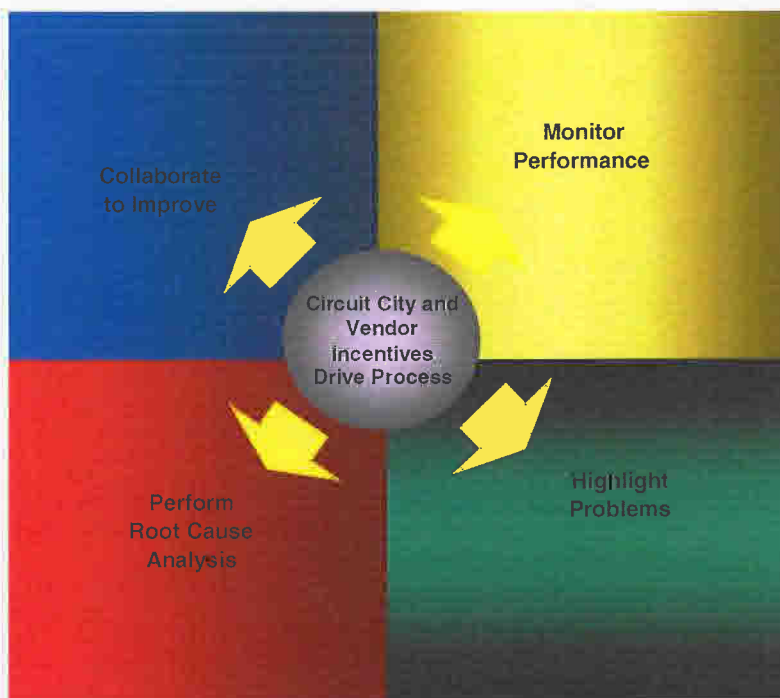 Collaborate
to Improve
Monitor
Performance
Circuit City and
Vendor
Incentives
Drive Process
Perform
Root Cause
Analysis
Highlight
Problems